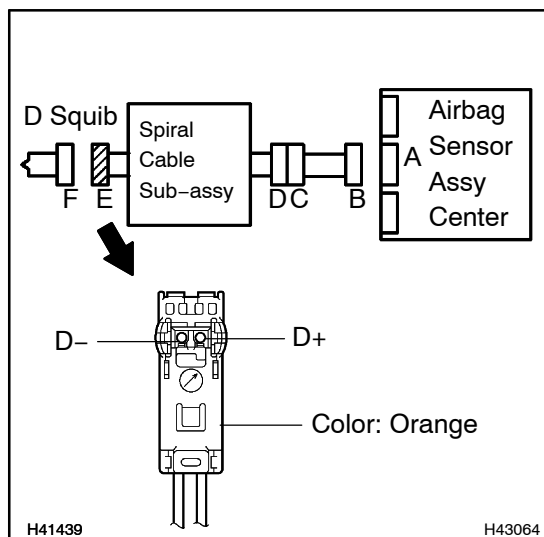 D Squib
Spiral
Cable
Sub−assy
Airbag
Sensor
Assy
Center
A
F
E
D
C
B
D−
D+
Color: Orange
H41439
H43064